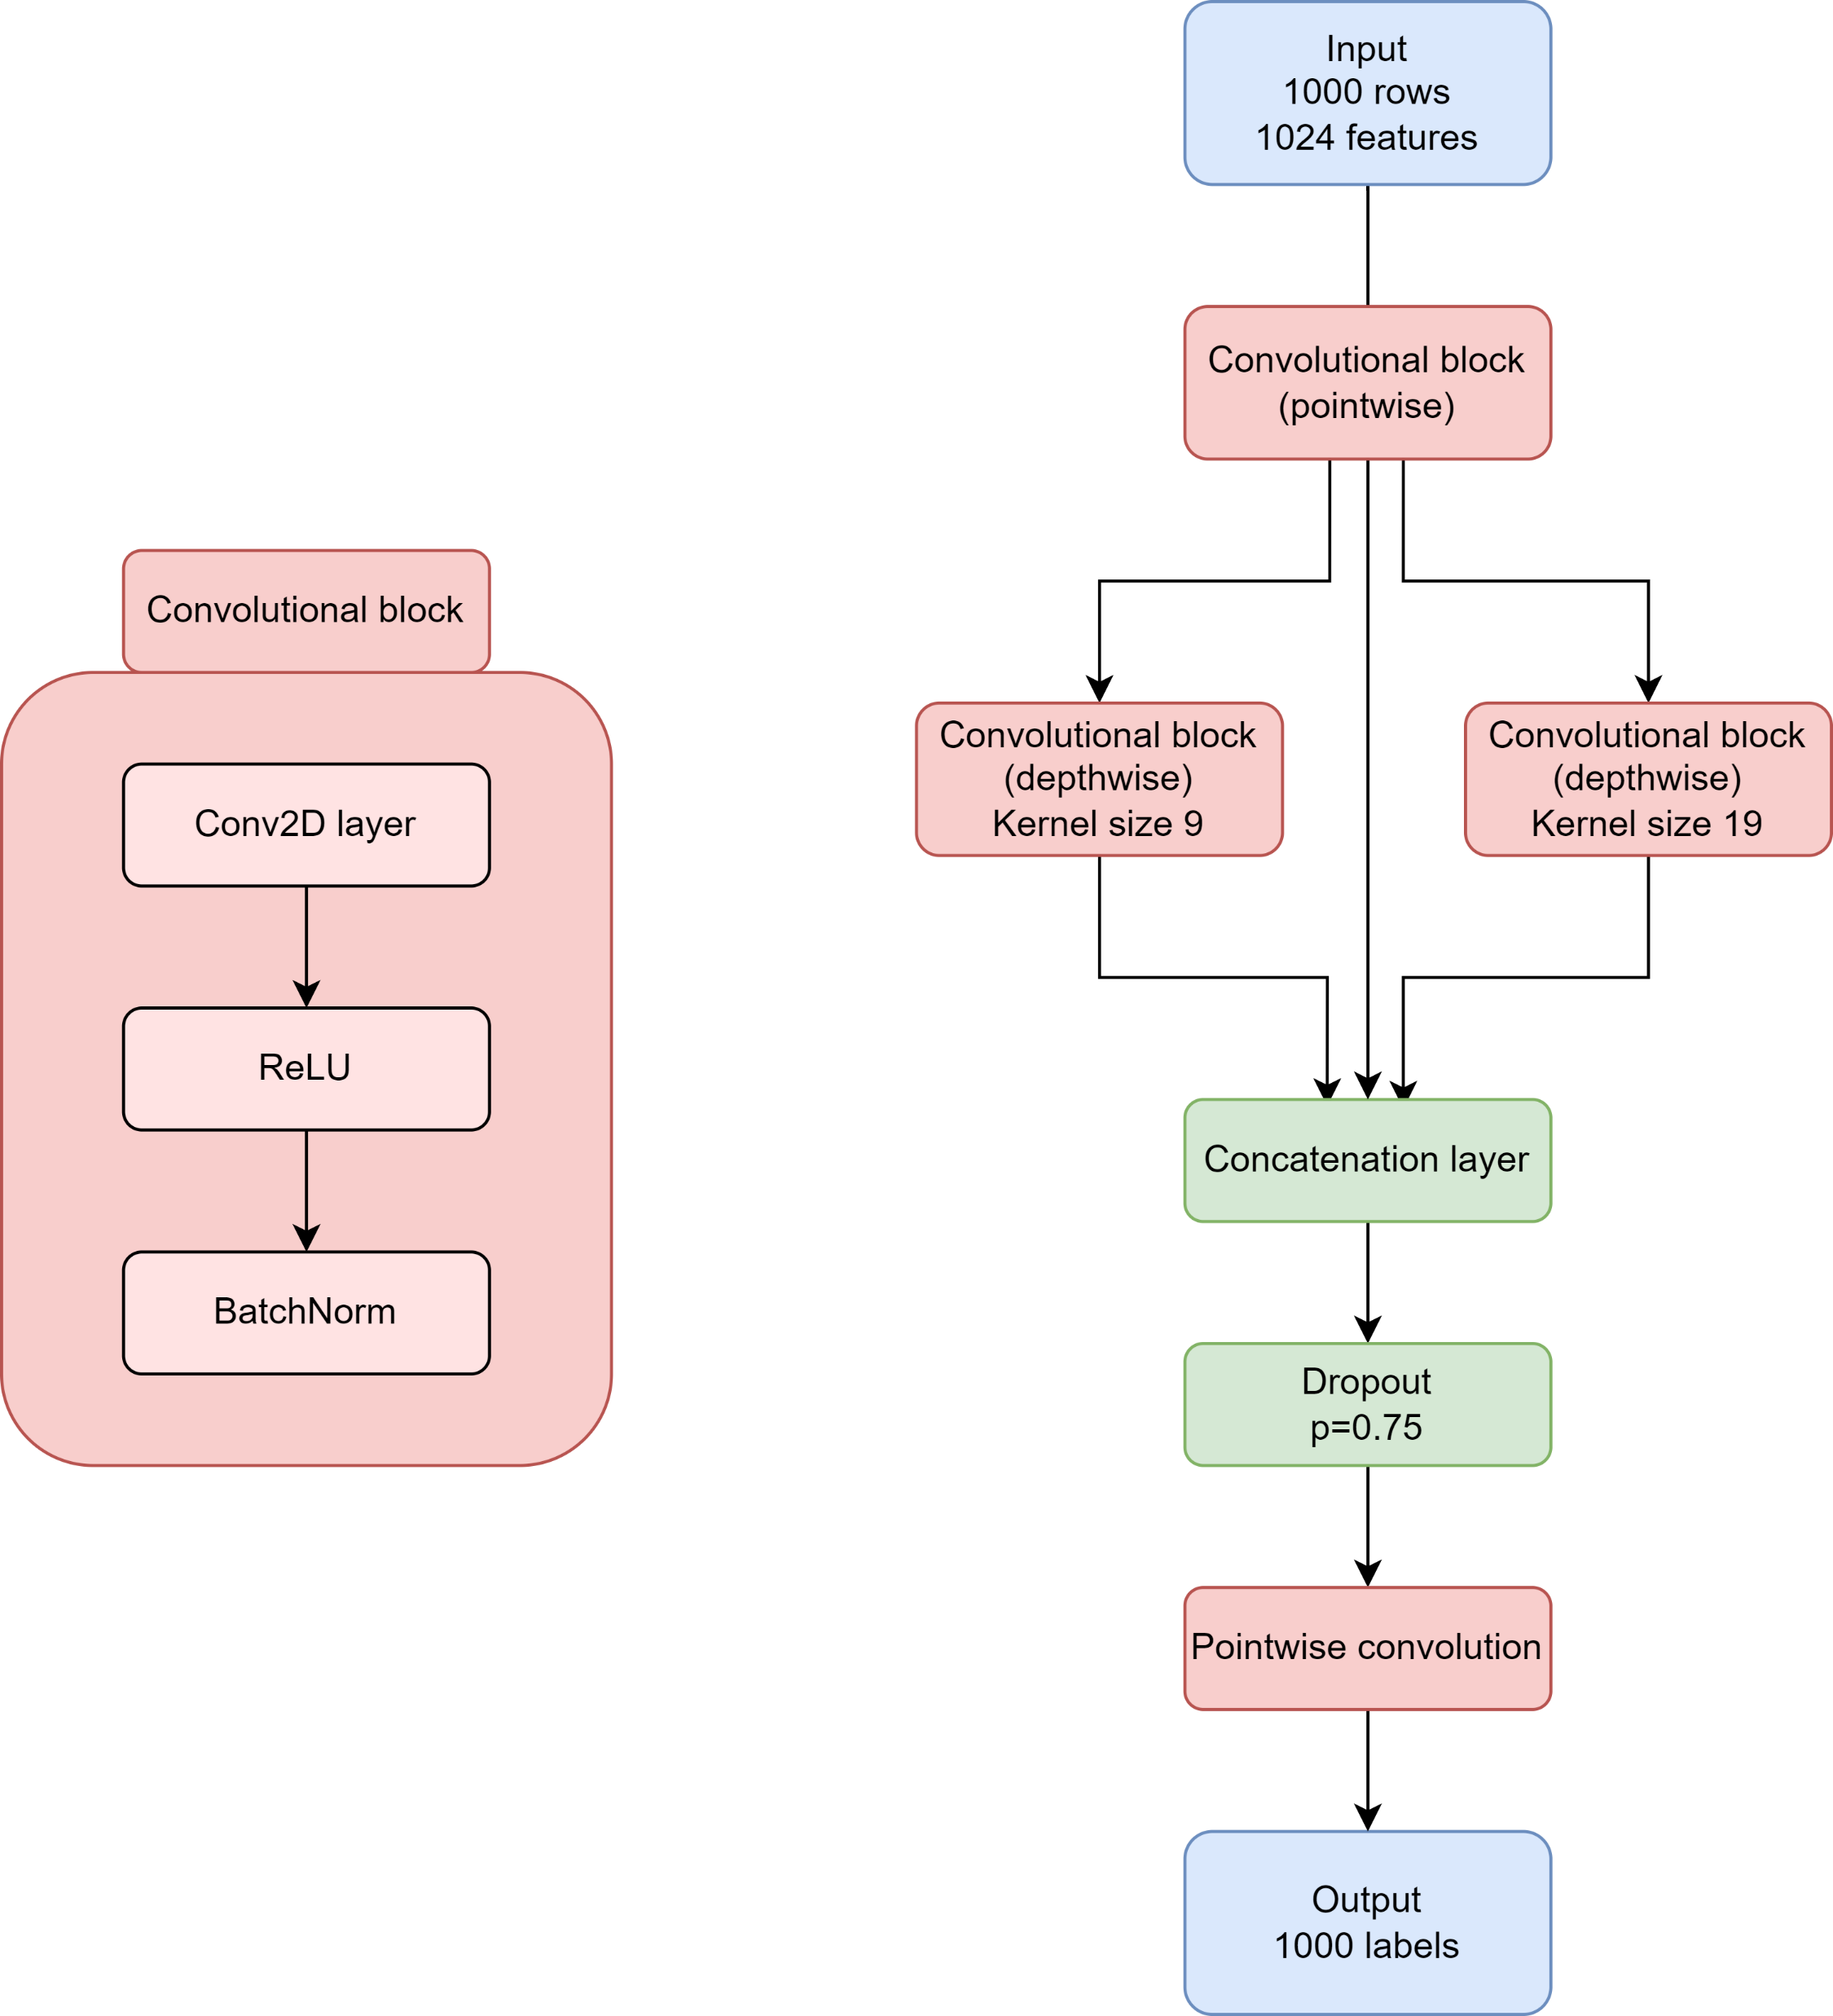 Convolutional block
Conv2D layer
ReLU
BatchNorm
Input
1000 rows
1024 features
Convolutional block
(pointwise)
Convolutional block
(depthwise)
Kernel size 9
Convolutional block
(depthwise)
Kernel size 19
Concatenation layer
Dropout
p=0.75
Pointwise convolution
Output
1000 labels